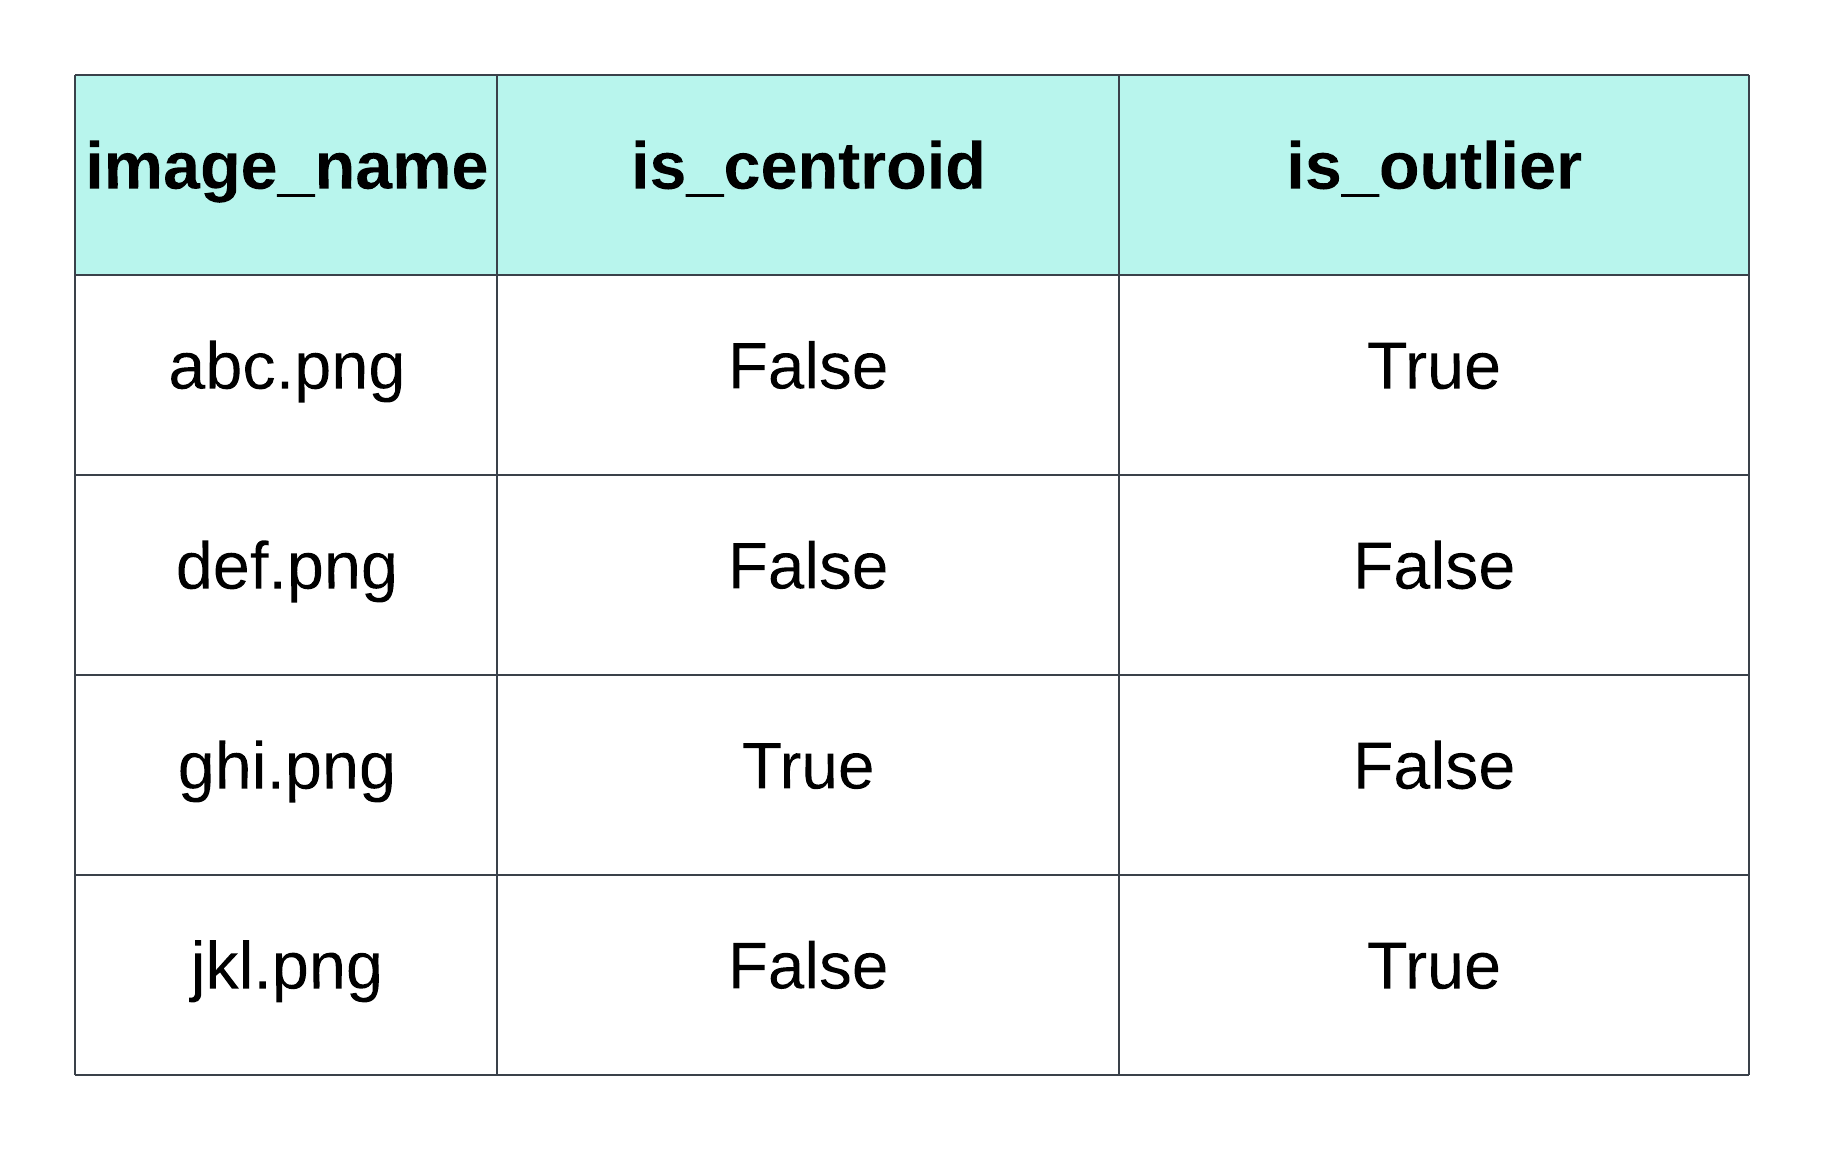 image_name is_centroid is_outlier
abc.png False True
def.png False False
ghi.png True False
jkl.png False True